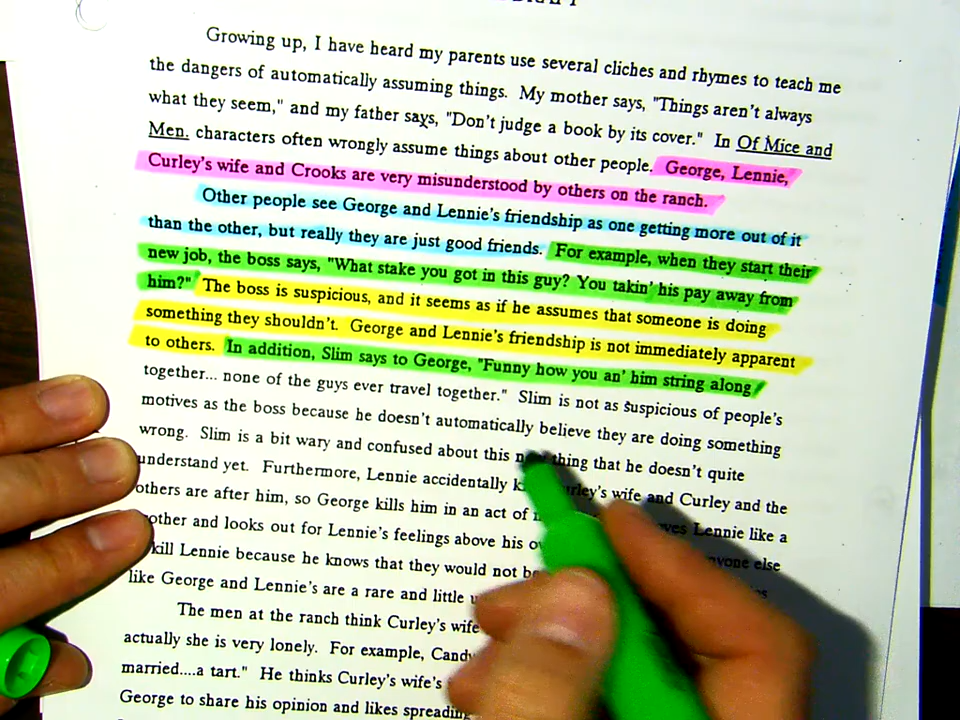 Growing up, I have heard my parents use several cliches and rhymes to teach me
the dangers of automatically assuming things. My mother says, "Things aren't always
what they seem," and my father says, "Don't judge a book by its cover." In Of Mice and
Men. characters often wrongly assume things about other people. George, Lennie,
Curley's wife and Crooks are very misunderstood by others on the ranch.
Other people see George and Lennie's friendship as one getting more out of it
than the other, but really they are just good friends. For example, when they start their
new job, the boss says, "What stake you got in this guy? You takin' his pay away from
him?" The boss is suspicious, and it seems as if he assumes that someone is doing
something they shouldn't. George and Lennie's friendship is not immediately apparent
to others. In addition, Slim says to George, "Funny how you an' him string along
together... none of the guys ever travel together." Slim is not as suspicious of people's
motives as the boss because he doesn't automatically believe they are doing something
wrong. Slim is a bit wary and confused about this thing that he doesn't quite
understand yet. Furthermore, Lennie accidentally wife and Curley and the
others are after him, so George kills him in an act of Lennie like a
and looks out for Lennie's feelings above his else
kill Lennie because he knows that they would not
like George and Lennie's are a rare and little
The men at the ranch think Curley's wife
actually she is very lonely. For example,
married....a tart." He thinks Curley's wife's
George to share his opinion and likes spreading